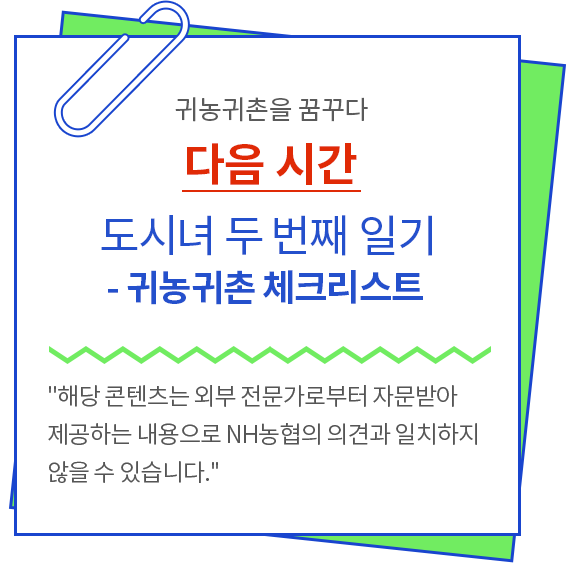 귀농귀촌을 꿈꾸다
다음 시간
도시녀 두 번째 일기
- 귀농귀촌 체크리스트
"해당 콘텐츠는 외부 전문가로부터 자문받아
제공하는 내용으로 NH농협의 의견과 일치하지
않을 수 있습니다."